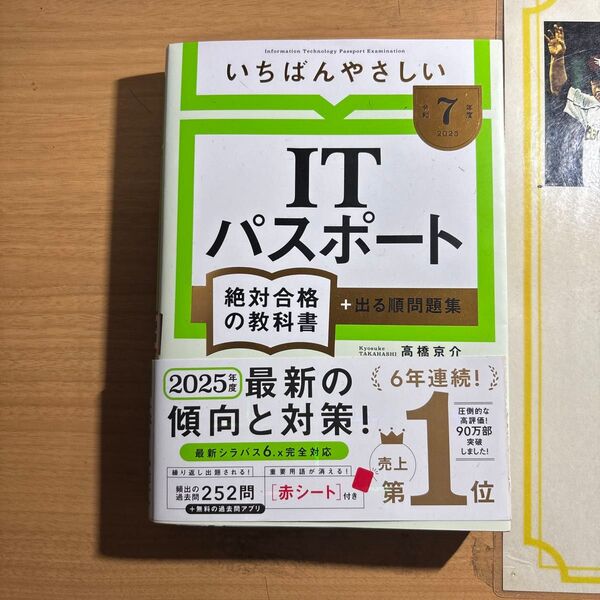 Information Technology Passport Examination
いちばんやさしい
令和 7 年度
2025
IT
パスポート
絶対合格
の教科書
+出る順問題集
Kyosuke
TAKAHASHI 高橋京介
2025年度 最新の
傾向と対策!
最新シラバス6.x完全対応
繰り返し出題される!
頻出の
過去問252問
+無料の過去問アプリ
重要用語が消える!
[赤シート]付き
6年連続!
売上
第1位
圧倒的な
高評価!
90万部
突破
しました!